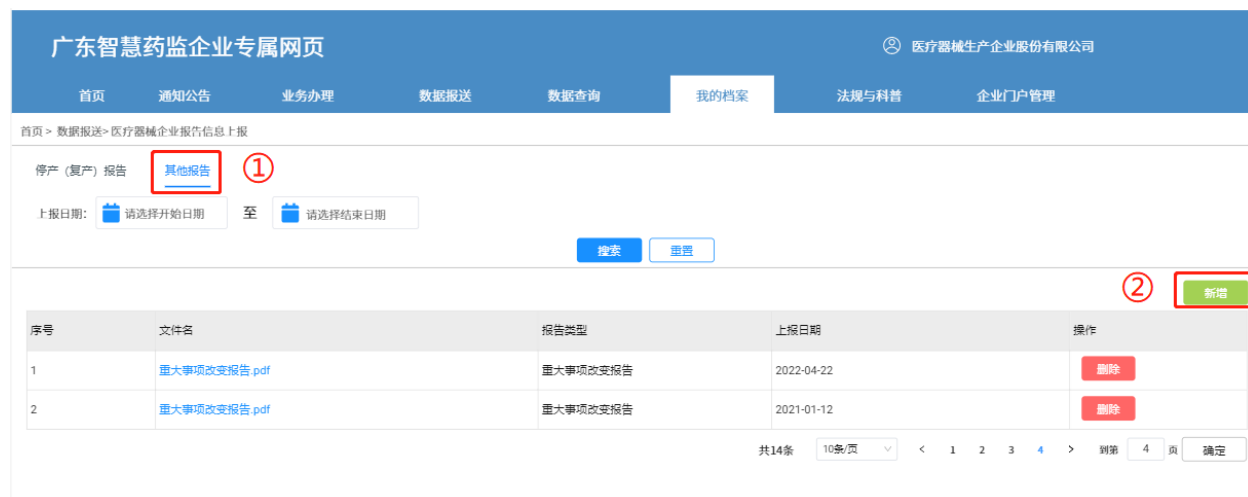 广东智慧药监企业专属网页
医疗器械生产企业股份有限公司
首页 通知公告 业务办理 数据报送 数据查询 我的档案 法规与科普 企业门户管理
首页> 数据报送>医疗器械企业报告信息上报
停产（复产）报告 其他报告 ①
上报日期: 请选择开始日期 至 请选择结束日期
搜索 重置
② 新增
序号 文件名 报告类型 上报日期 操作
1 重大事项改变报告.pdf 重大事项改变报告 2022-04-22 删除
2 重大事项改变报告.pdf 重大事项改变报告 2021-01-12 删除
共14条 10条/页 < 1 2 3 4 > 到第 4 页 确定